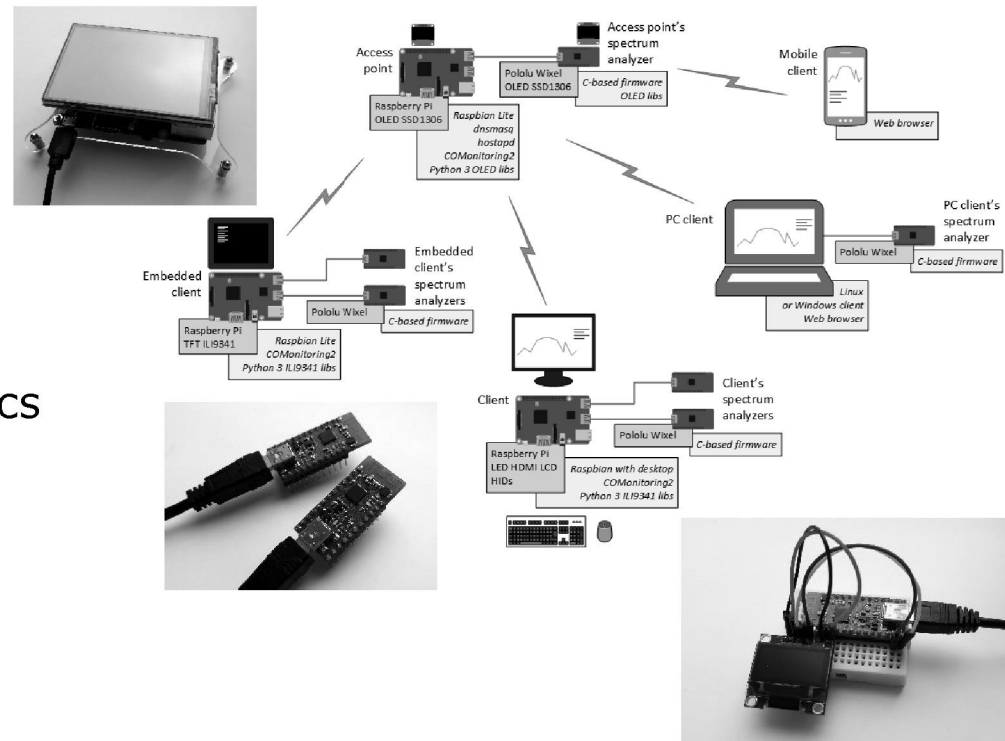 Access
point
Access point's
spectrum
analyzer
Pololu Wixel
OLED SSD1306
C-based firmware
OLED libs
Raspberry Pi
OLED SSD1306
Raspbian Lite
dnsmasq
hostapd
COMonitoring2
Python 3 OLED libs
Mobile
client
Web browser
PC client
PC client's
spectrum
analyzer
Pololu Wixel
C-based firmware
Linux
or Windows client
Web browser
Embedded
client
Embedded
client's
spectrum
analyzers
Pololu Wixel
C-based firmware
Raspberry Pi
TFT ILI9341
Raspbian Lite
COMonitoring2
Python 3 ILI9341 libs
cs
Client
Client's
spectrum
analyzers
Pololu Wixel
C-based firmware
Raspberry Pi
LED HDMI LCD
HIDs
Raspbian with desktop
COMonitoring2
Python 3 ILI9341 libs